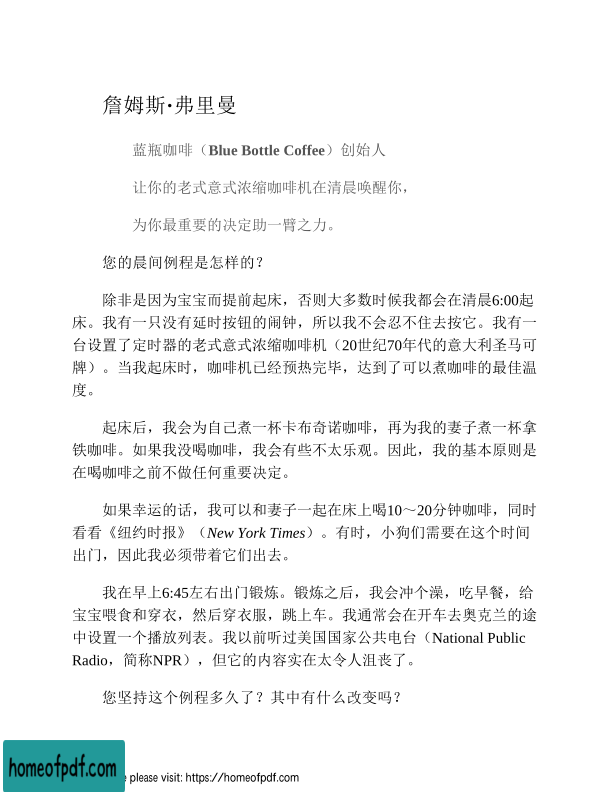 詹姆斯·弗里曼
蓝瓶咖啡（Blue Bottle Coffee）创始人
让你的老式意式浓缩咖啡机在清晨唤醒你，
为你最重要的决定助一臂之力。
您的晨间例程是怎样的？
除非是因为宝宝而提前起床，否则大多数时候我都会在清晨6:00起
床。我有一只没有延时按钮的闹钟，所以我不会忍不住去按它。我有一
台设置了定时器的老式意式浓缩咖啡机（20世纪70年代的意大利圣马可
牌）。当我起床时，咖啡机已经预热完毕，达到了可以煮咖啡的最佳温
度。
起床后，我会为自己煮一杯卡布奇诺咖啡，再为我的妻子煮一杯拿
铁咖啡。如果我没喝咖啡，我会有些不太乐观。因此，我的基本原则是
在喝咖啡之前不做任何重要决定。
如果幸运的话，我可以和妻子一起在床上喝10～20分钟咖啡，同时
看看《纽约时报》（New York Times）。有时，小狗们需要在这个时间
出门，因此我必须带着它们出去。
我在早上6:45左右出门锻炼。锻炼之后，我会冲个澡，吃早餐，给
宝宝喂食和穿衣，然后穿衣服，跳上车。我通常会在开车去奥克兰的途
中设置一个播放列表。我以前听过美国国家公共电台（National Public
Radio，简称NPR），但它的内容实在太令人沮丧了。
您坚持这个例程多久了？其中有什么改变吗？
homeofpdf.com
e please visit: https://homeofpdf.com